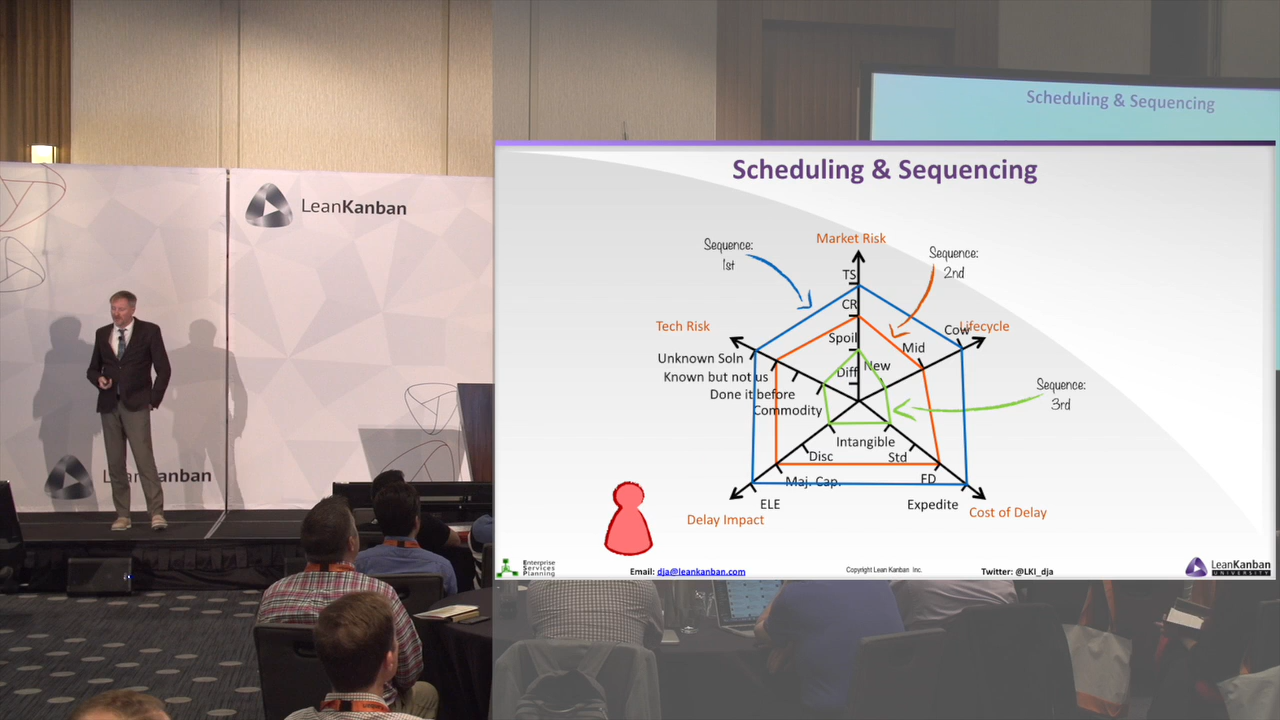 Scheduling & Sequencing
LeanKanban
LeanKanban
Scheduling & Sequencing
Market Risk
Sequence:
1st
Sequence:
2nd
TS
CR
Tech Risk
Cow
Lifecycle
Spoil
Mid
Unknown Soln
New
Diff
Known but not us
Done it before
Commodity
Sequence:
3rd
Intangible
Disc
Std
Maj. Cap.
FD
ELE
Expedite
Delay Impact
Cost of Delay
Enterprise
Services
Planning
Email: dja@leankanban.com
Copyright Lean Kanban Inc.
Twitter: @LKI_dja
LeanKanban
UNIVERSITY